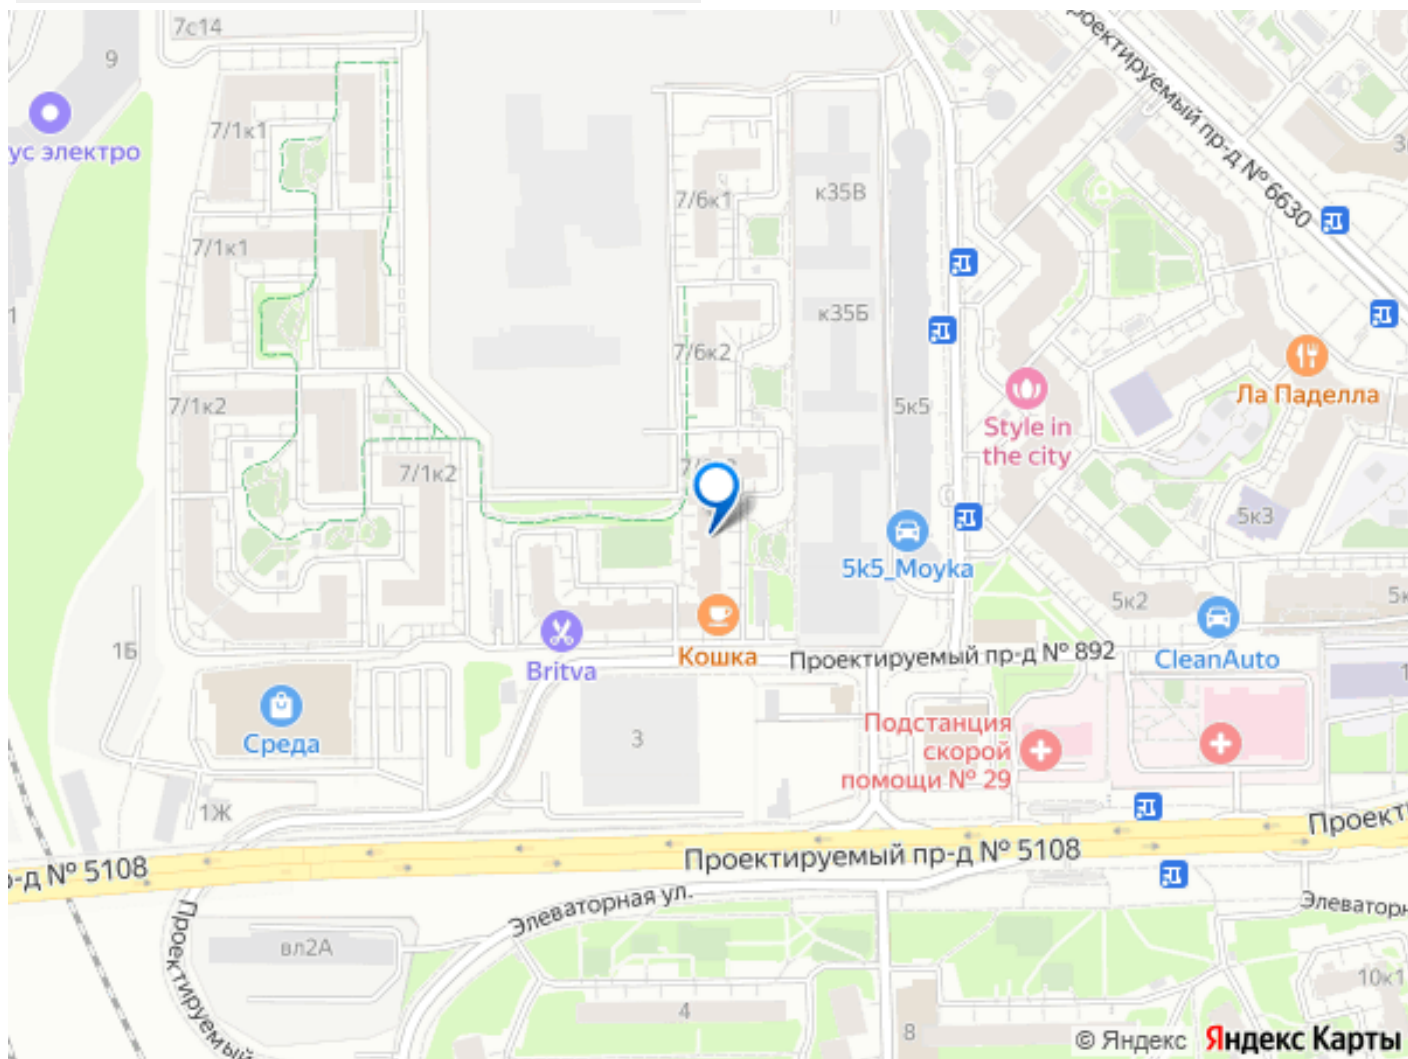 7с14
9
7/1к1
ус электро
7/6к1
к35В
Проектируемый пр-д № 6630
7/1к1
1
к35Б
7/6к2
7/1к2
5к5
Ла Паделла
Style in
the city
7/1к2
5к3
5k5_Moyka
5к2
1Б
Britva
Кошка
Проектируемый пр-д № 892
CleanAuto
Среда
3
Подстанция
скорой
помощи № 29
1Ж
Проект
-д № 5108
Проектируемый пр-д № 5108
Элеваторная ул.
Элеваторн
Проектируемый
вл2А
10к1
4
8
© Яндекс Яндекс Карты